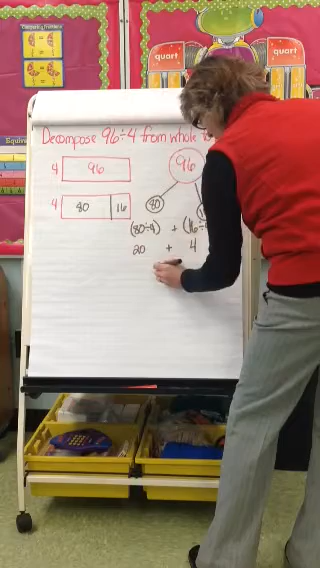 quart
quart
Decompose 96÷4 from whole to
4 96
96
4 80 16
80
(80÷4) + (16÷
20 + 4